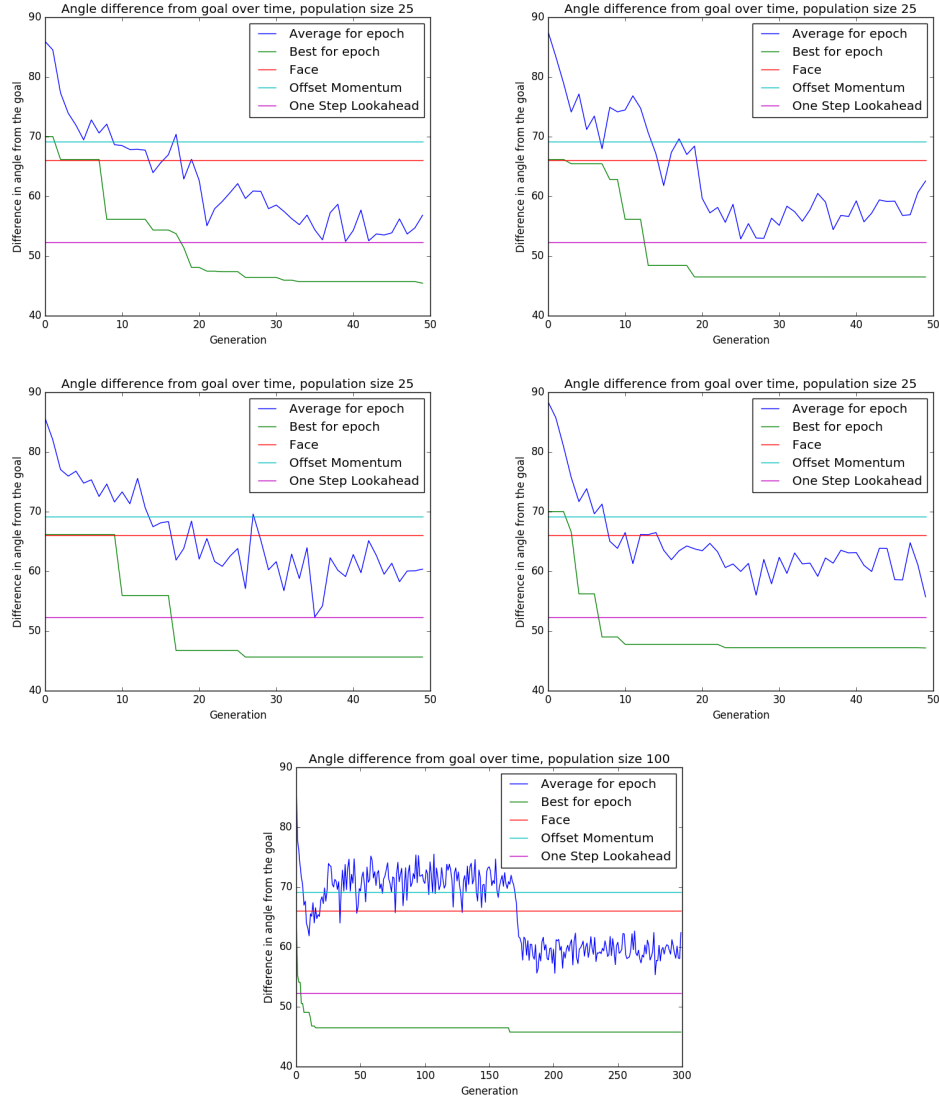 Angle difference from goal over time, population size 25
90
80
70
60
50
40
Difference in angle from the goal
Average for epoch
Best for epoch
Face
Offset Momentum
One Step Lookahead
0 10 20 30 40 50
Generation
Angle difference from goal over time, population size 25
90
80
70
60
50
40
Difference in angle from the goal
Average for epoch
Best for epoch
Face
Offset Momentum
One Step Lookahead
0 10 20 30 40 50
Generation
Angle difference from goal over time, population size 25
90
80
70
60
50
40
Difference in angle from the goal
Average for epoch
Best for epoch
Face
Offset Momentum
One Step Lookahead
0 10 20 30 40 50
Generation
Angle difference from goal over time, population size 25
90
80
70
60
50
40
Difference in angle from the goal
Average for epoch
Best for epoch
Face
Offset Momentum
One Step Lookahead
0 10 20 30 40 50
Generation
Angle difference from goal over time, population size 100
90
80
70
60
50
40
Difference in angle from the goal
Average for epoch
Best for epoch
Face
Offset Momentum
One Step Lookahead
0 50 100 150 200 250 300
Generation